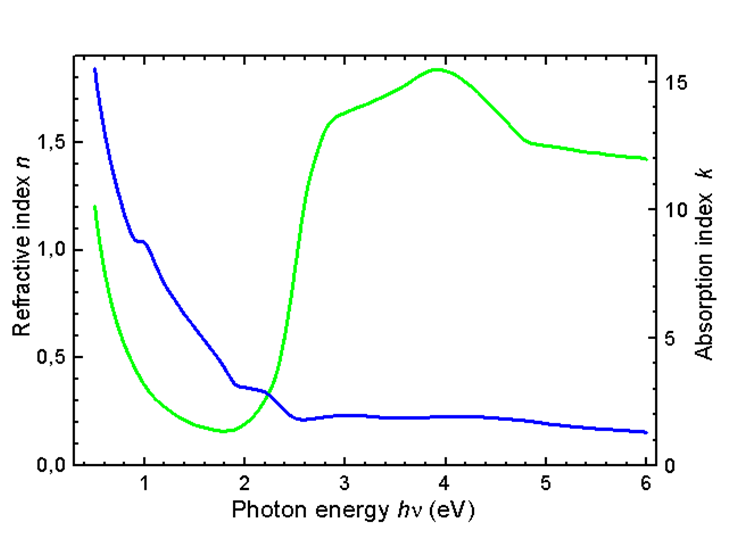 Refractive index n
1,5
1,0
0,5
0,0
15
10
5
0
Absorption index k
1 2 3 4 5 6
Photon energy hν (eV)